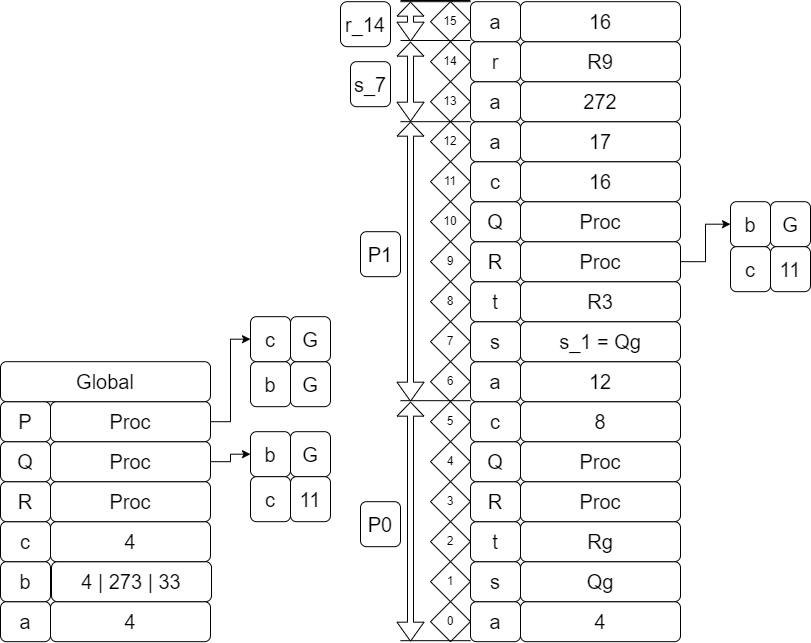 r_14
15 a 16
14 r R9
s_7
13 a 272
12 a 17
11 c 16
10 Q Proc
b G
P1
9 R Proc
c 11
8 t R3
7 s s_1 = Qg
6 a 12
5 c 8
4 Q Proc
3 R Proc
P0
2 t Rg
1 s Qg
0 a 4
Global
P Proc
c G
b G
Q Proc
b G
c 11
R Proc
c 4
b 4 | 273 | 33
a 4